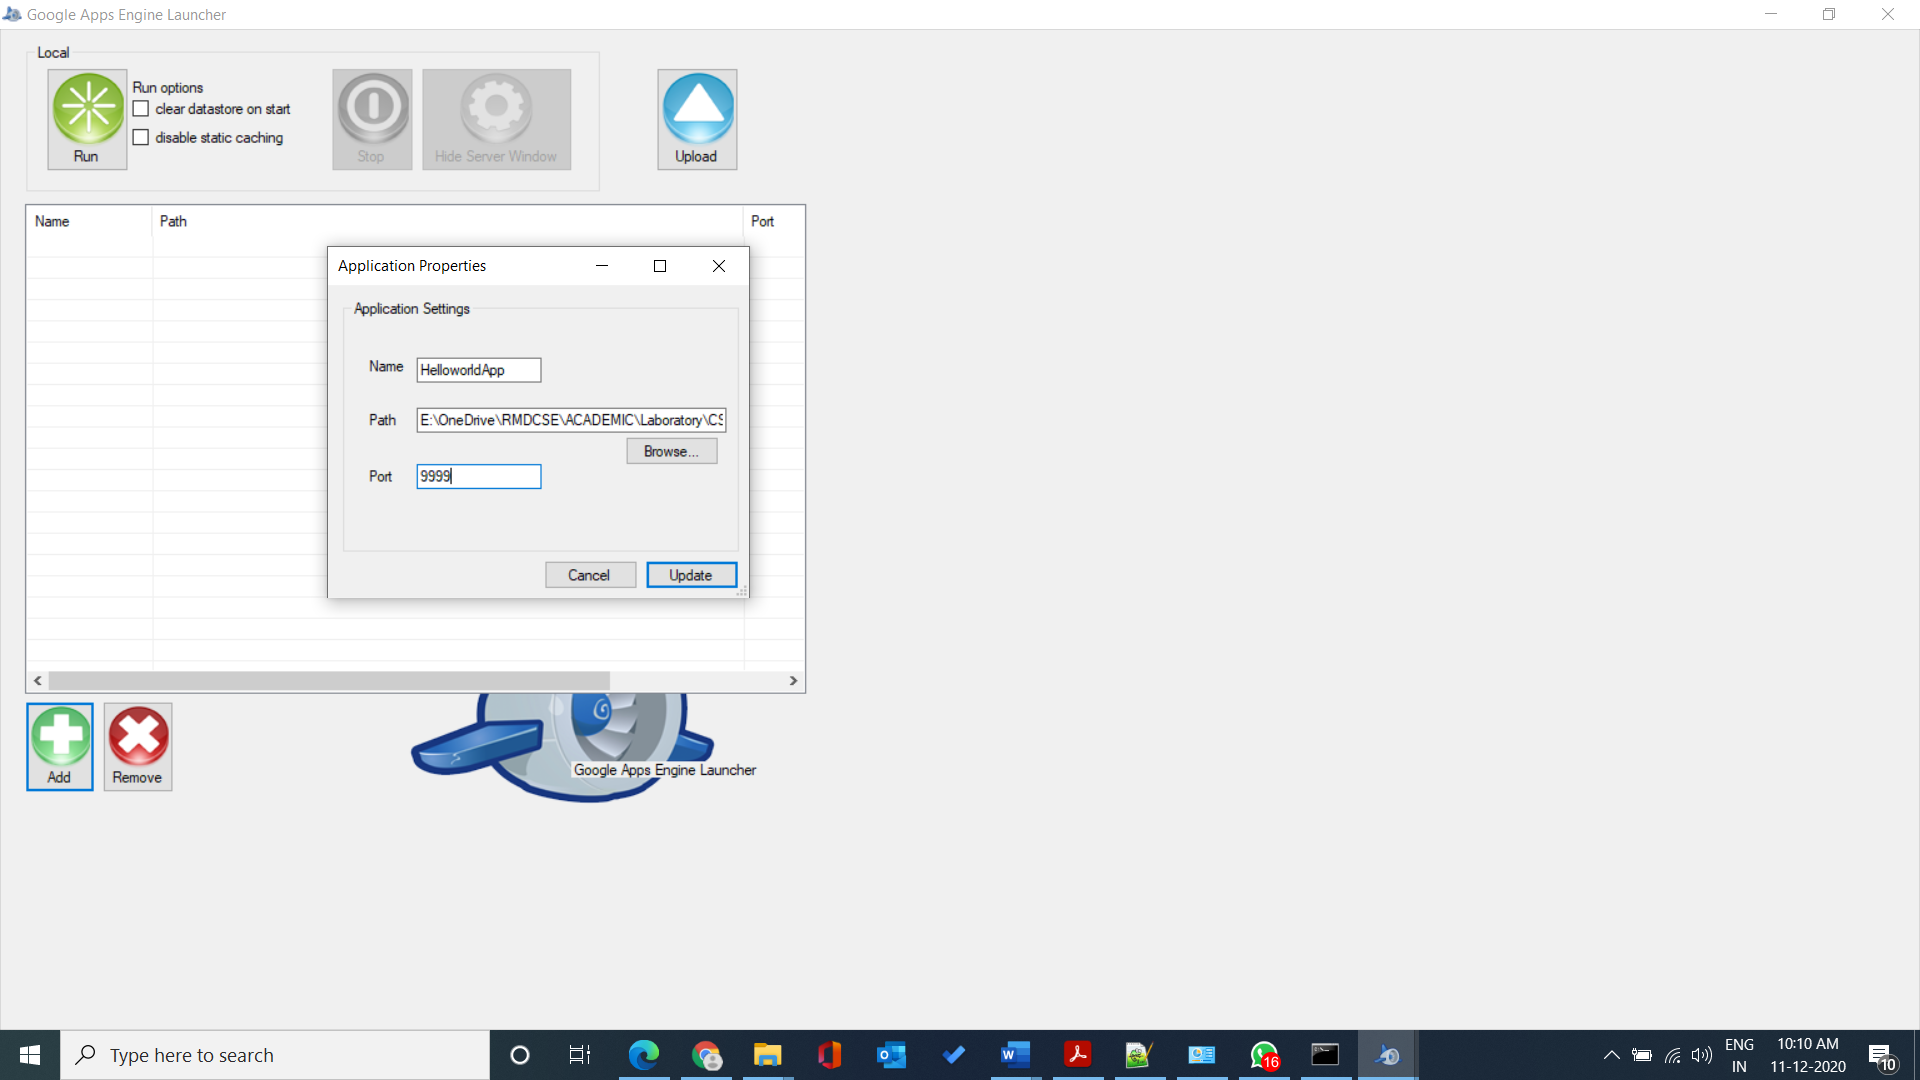 Google Apps Engine Launcher
Local
Run
Run options
clear datastore on start
disable static caching
Stop
Hide Server Window
Upload
Name Path Port
Application Properties
Application Settings
Name HelloworldApp
Path E:\OneDrive\RMDCSE\ACADEMIC\Laboratory\CS
Browse...
Port 9999
Cancel Update
Add
Remove
Google Apps Engine Launcher
Type here to search
16
ENG
IN
10:10 AM
11-12-2020
10